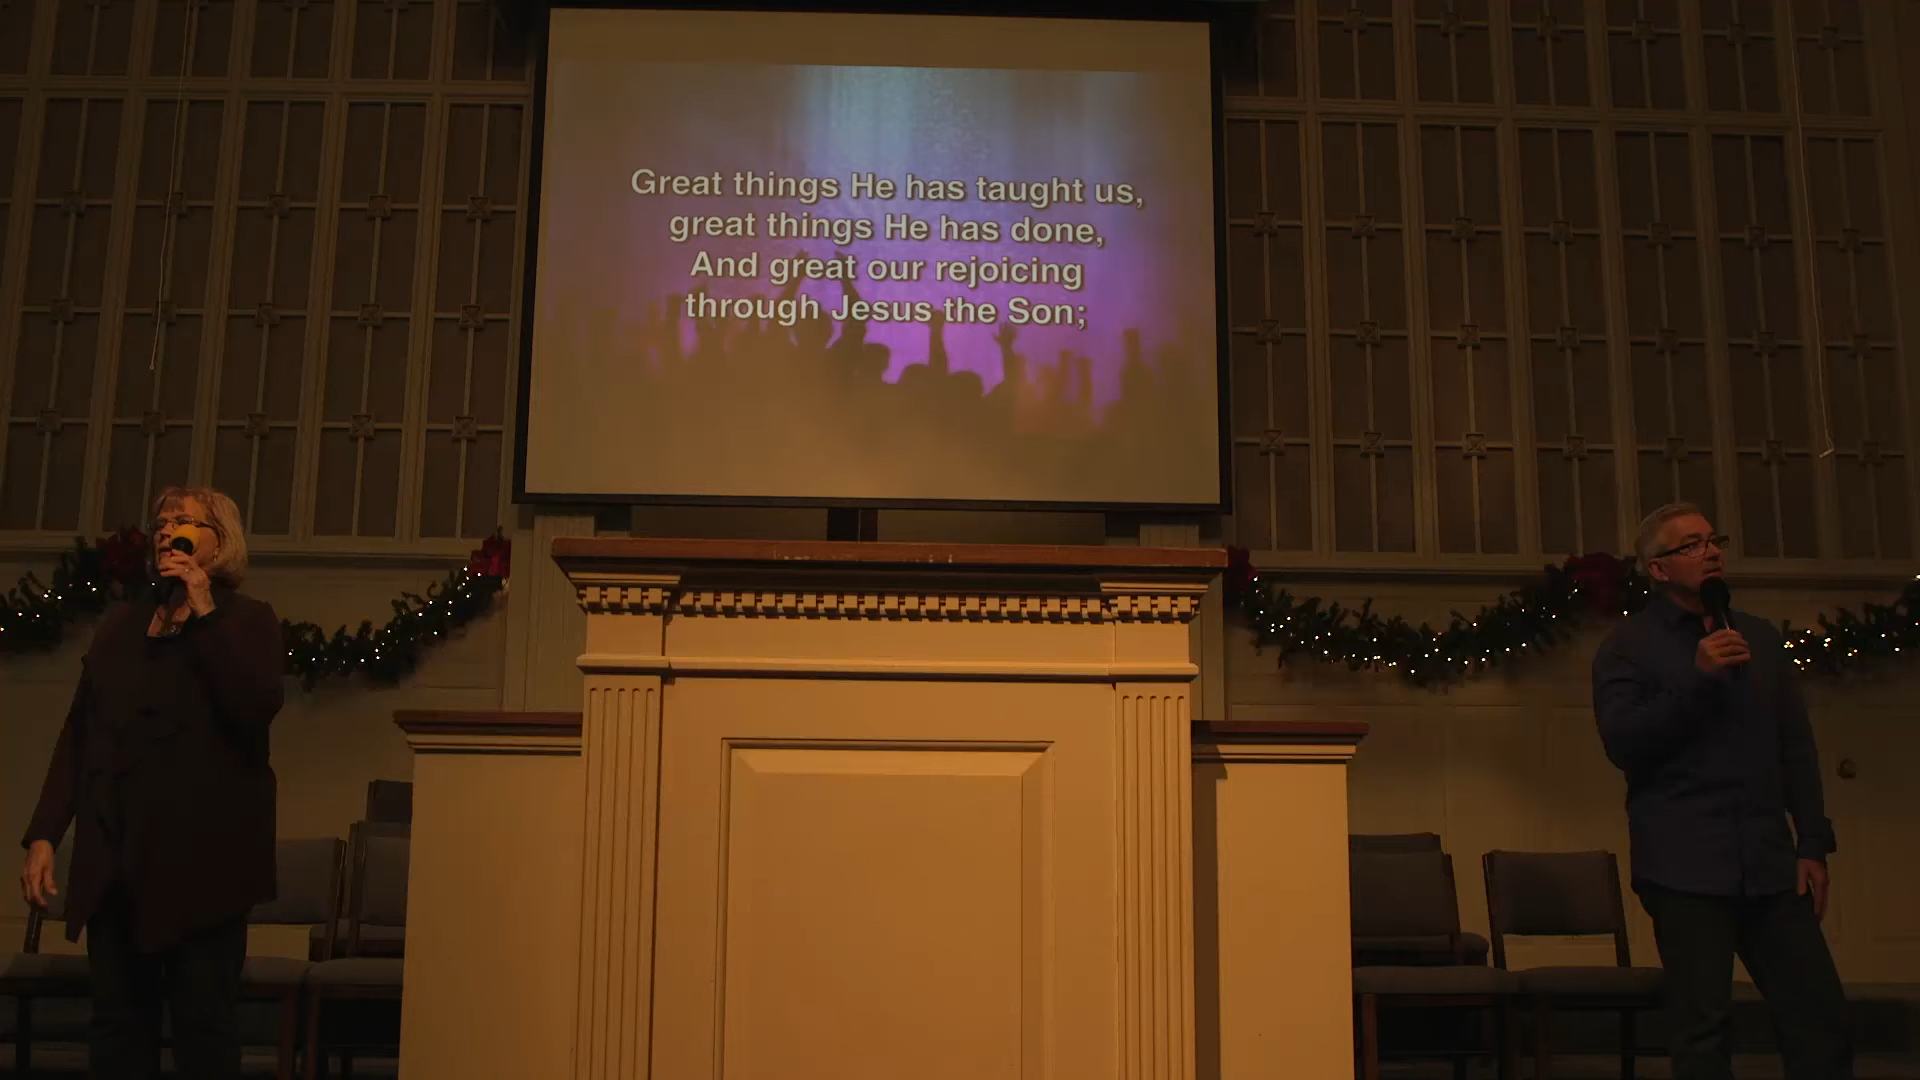 Great things He has taught us,
great things He has done,
And great our rejoicing
through Jesus the Son;